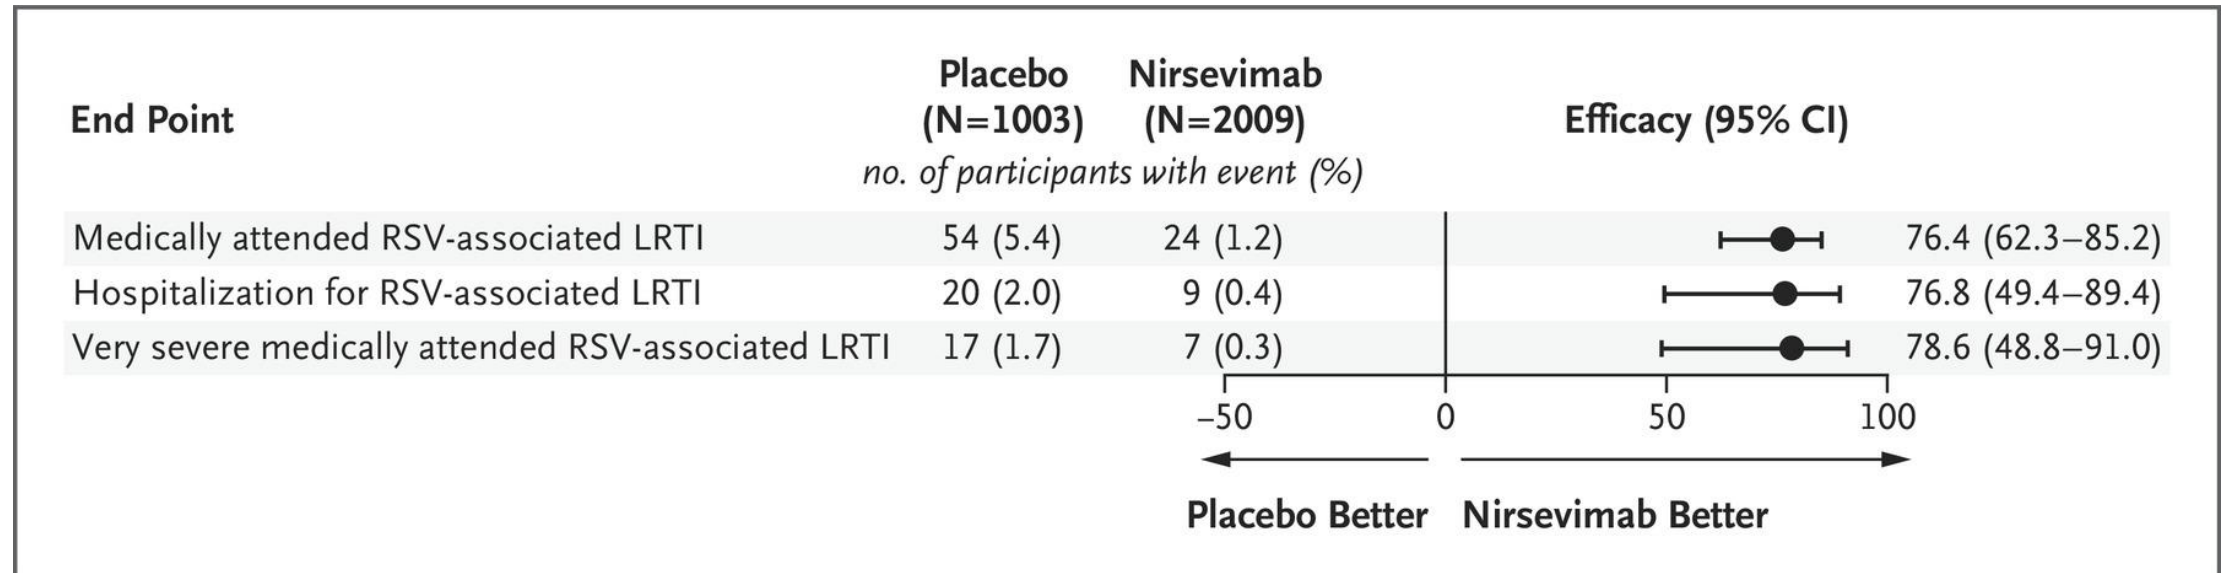 Placebo Nirsevimab
End Point (N=1003) (N=2009) Efficacy (95% CI)
no. of participants with event (%)
Medically attended RSV-associated LRTI 54 (5.4) 24 (1.2) 76.4 (62.3–85.2)
Hospitalization for RSV-associated LRTI 20 (2.0) 9 (0.4) 76.8 (49.4–89.4)
Very severe medically attended RSV-associated LRTI 17 (1.7) 7 (0.3) 78.6 (48.8–91.0)
–50 0 50 100
Placebo Better Nirsevimab Better